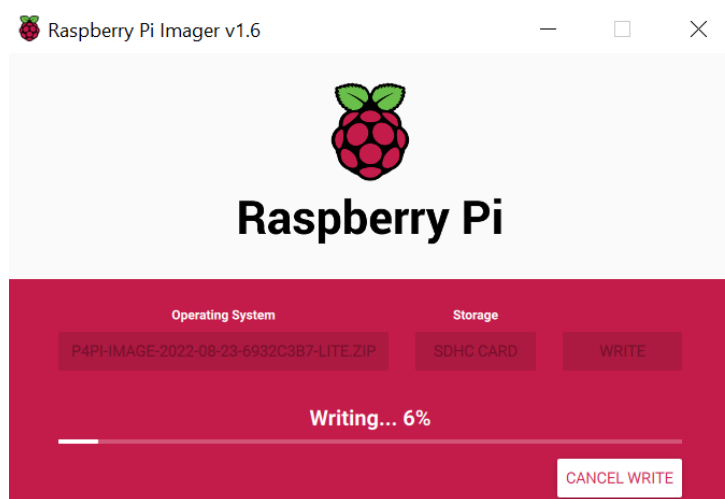 Raspberry Pi Imager v1.6
Raspberry Pi
Operating System Storage
P4PI-IMAGE-2022-08-23-6932C3B7-LITE.ZIP SDHC CARD WRITE
Writing... 6%
CANCEL WRITE